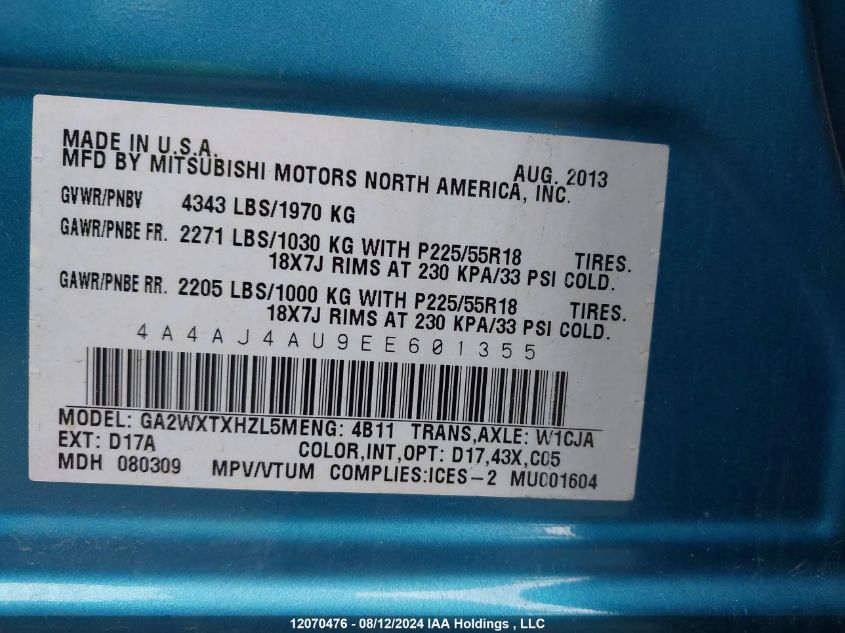 MADE IN U.S.A. AUG. 2013
MFD BY MITSUBISHI MOTORS NORTH AMERICA, INC.
GVWR/PNBV 4343 LBS/1970 KG
GAWR/PNBE FR. 2271 LBS/1030 KG WITH P225/55R18 TIRES.
18X7J RIMS AT 230 KPA/33 PSI COLD.
GAWR/PNBE RR. 2205 LBS/1000 KG WITH P225/55R18 TIRES.
18X7J RIMS AT 230 KPA/33 PSI COLD.
4A4AJ4AU9EE601355
MODEL: GA2WXTXHZL5MENG: 4B11 TRANS,AXLE: W1CJA
EXT: D17A COLOR,INT,OPT: D17,43X,C05
MDH 080309 MPV/VTUM COMPLIES:ICES-2 MU001604
12070476 - 08/12/2024 IAA Holdings , LLC